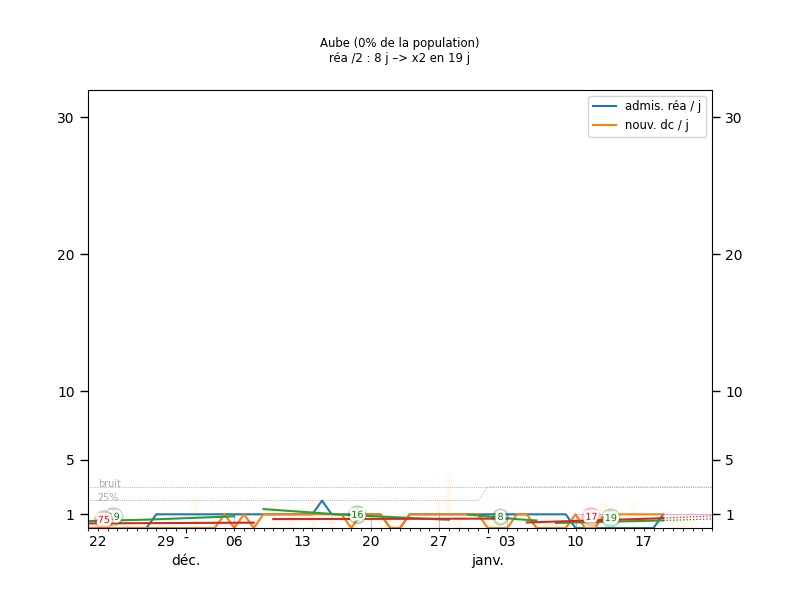 Aube (0% de la population)
réa /2 : 8 j –> x2 en 19 j
admis. réa / j
nouv. dc / j
30 30
20 20
10 10
5 5
bruit
25%
1 1
75 9 16 8 17 19
22 29 - 06 13 20 27 - 03 10 17
déc. janv.